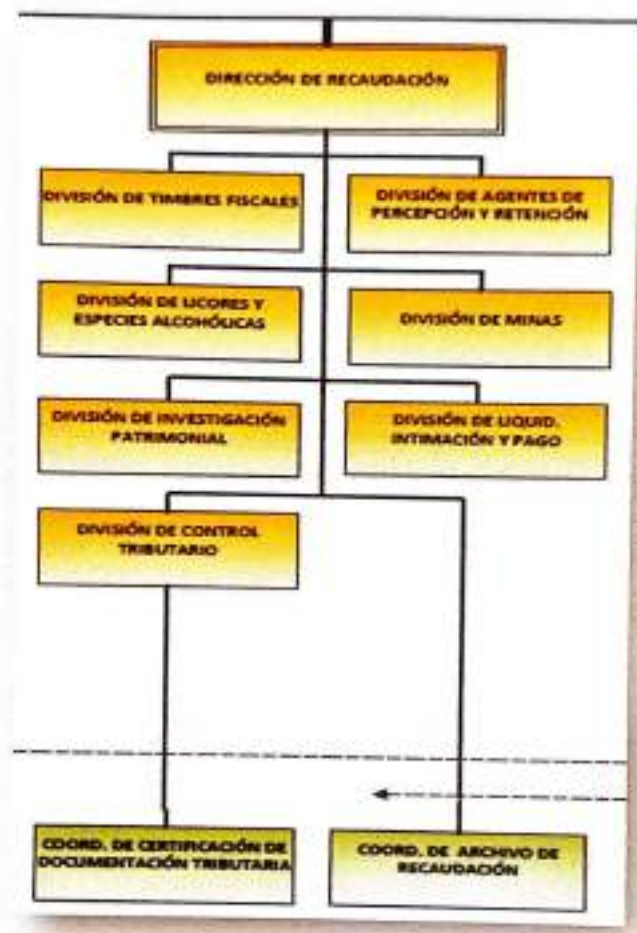 DIRECCIÓN DE RECAUDACIÓN
DIVISIÓN DE TIMBRES FISCALES
DIVISIÓN DE AGENTES DE
PERCEPCIÓN Y RETENCIÓN
DIVISIÓN DE LICORES Y
ESPECIES ALCOHÓLICAS
DIVISIÓN DE MINAS
DIVISIÓN DE INVESTIGACIÓN
PATRIMONIAL
DIVISIÓN DE LIQUID.
INTIMACIÓN Y PAGO
DIVISIÓN DE CONTROL
TRIBUTARIO
COORD. DE CERTIFICACIÓN DE
DOCUMENTACIÓN TRIBUTARIA
COORD. DE ARCHIVO DE
RECAUDACIÓN